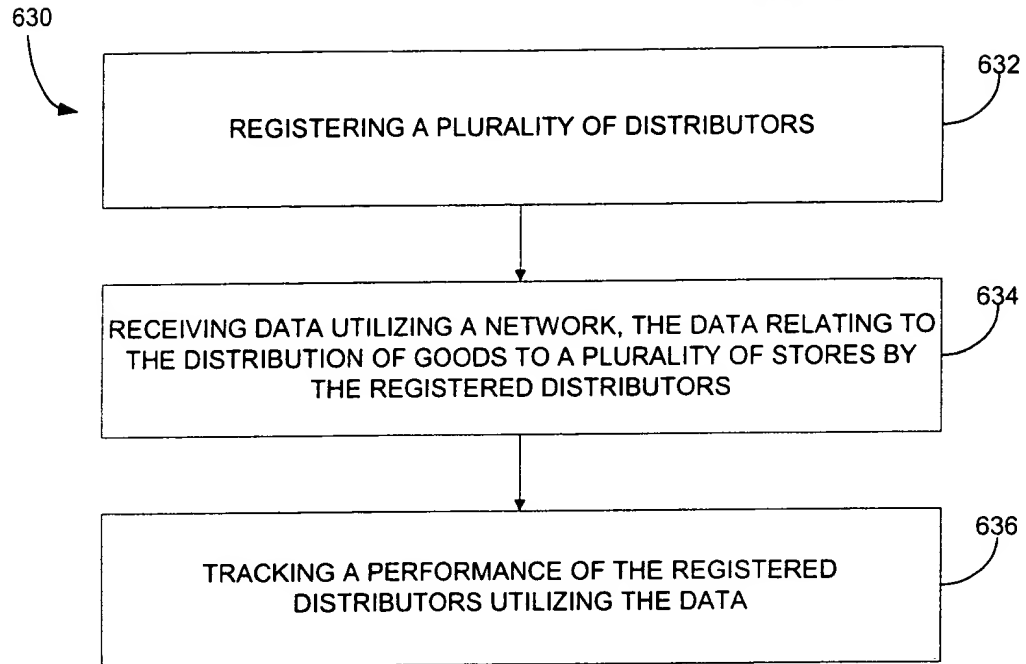 630
632
REGISTERING A PLURALITY OF DISTRIBUTORS
634
RECEIVING DATA UTILIZING A NETWORK, THE DATA RELATING TO
THE DISTRIBUTION OF GOODS TO A PLURALITY OF STORES BY
THE REGISTERED DISTRIBUTORS
636
TRACKING A PERFORMANCE OF THE REGISTERED
DISTRIBUTORS UTILIZING THE DATA